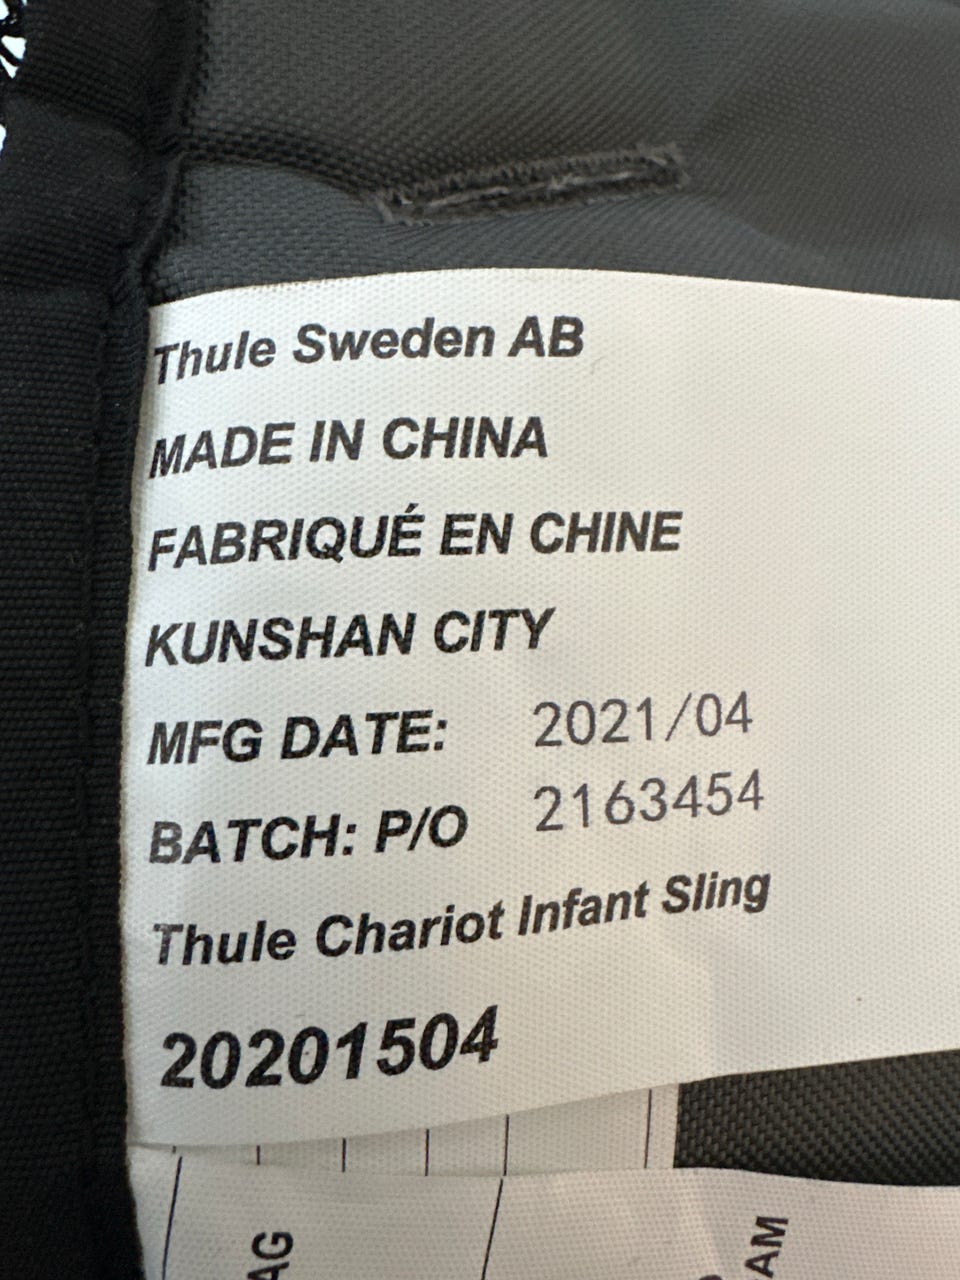 Thule Sweden AB
MADE IN CHINA
FABRIQUÉ EN CHINE
KUNSHAN CITY
MFG DATE: 2021/04
BATCH: P/O 2163454
Thule Chariot Infant Sling
20201504